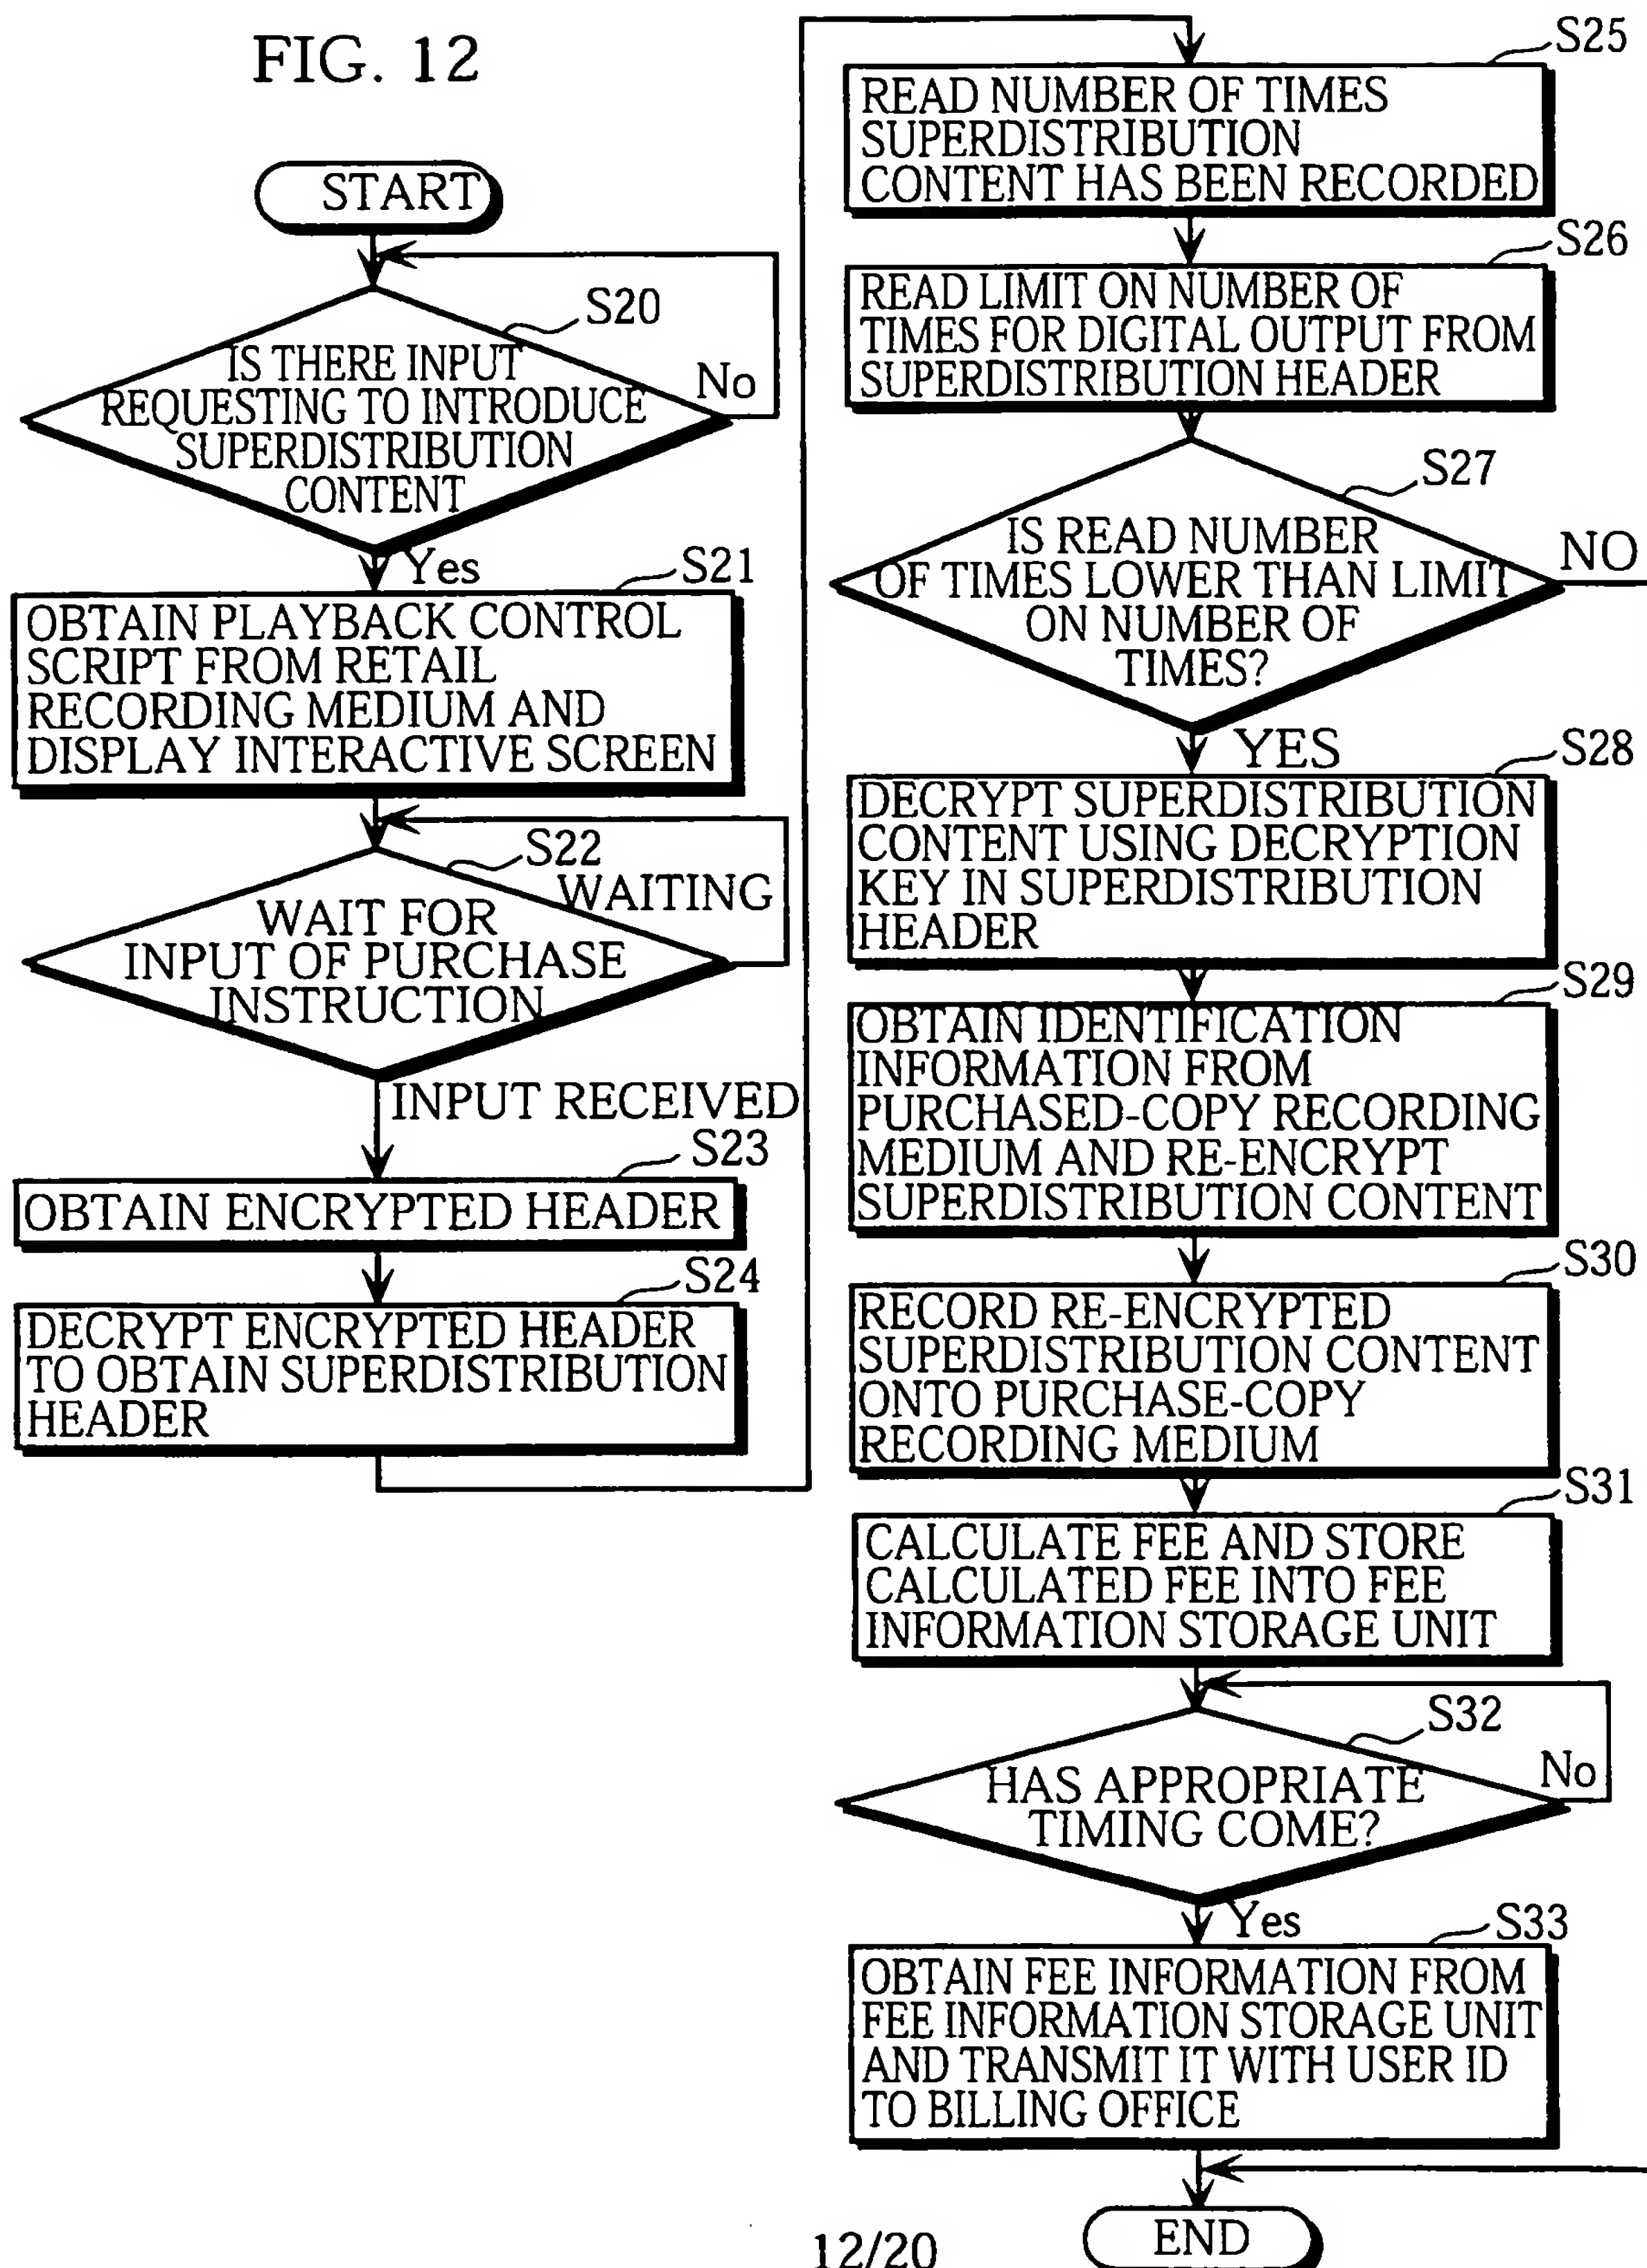 FIG. 12
START
S20
IS THERE INPUT
REQUESTING TO INTRODUCE
SUPERDISTRIBUTION
CONTENT
No
Yes
S21
OBTAIN PLAYBACK CONTROL
SCRIPT FROM RETAIL
RECORDING MEDIUM AND
DISPLAY INTERACTIVE SCREEN
S22
WAITING
WAIT FOR
INPUT OF PURCHASE
INSTRUCTION
INPUT RECEIVED
S23
OBTAIN ENCRYPTED HEADER
S24
DECRYPT ENCRYPTED HEADER
TO OBTAIN SUPERDISTRIBUTION
HEADER
S25
READ NUMBER OF TIMES
SUPERDISTRIBUTION
CONTENT HAS BEEN RECORDED
S26
READ LIMIT ON NUMBER OF
TIMES FOR DIGITAL OUTPUT FROM
SUPERDISTRIBUTION HEADER
S27
IS READ NUMBER
OF TIMES LOWER THAN LIMIT
ON NUMBER OF
TIMES?
NO
YES
S28
DECRYPT SUPERDISTRIBUTION
CONTENT USING DECRYPTION
KEY IN SUPERDISTRIBUTION
HEADER
S29
OBTAIN IDENTIFICATION
INFORMATION FROM
PURCHASED-COPY RECORDING
MEDIUM AND RE-ENCRYPT
SUPERDISTRIBUTION CONTENT
S30
RECORD RE-ENCRYPTED
SUPERDISTRIBUTION CONTENT
ONTO PURCHASE-COPY
RECORDING MEDIUM
S31
CALCULATE FEE AND STORE
CALCULATED FEE INTO FEE
INFORMATION STORAGE UNIT
S32
HAS APPROPRIATE
TIMING COME?
No
Yes
S33
OBTAIN FEE INFORMATION FROM
FEE INFORMATION STORAGE UNIT
AND TRANSMIT IT WITH USER ID
TO BILLING OFFICE
END
12/20